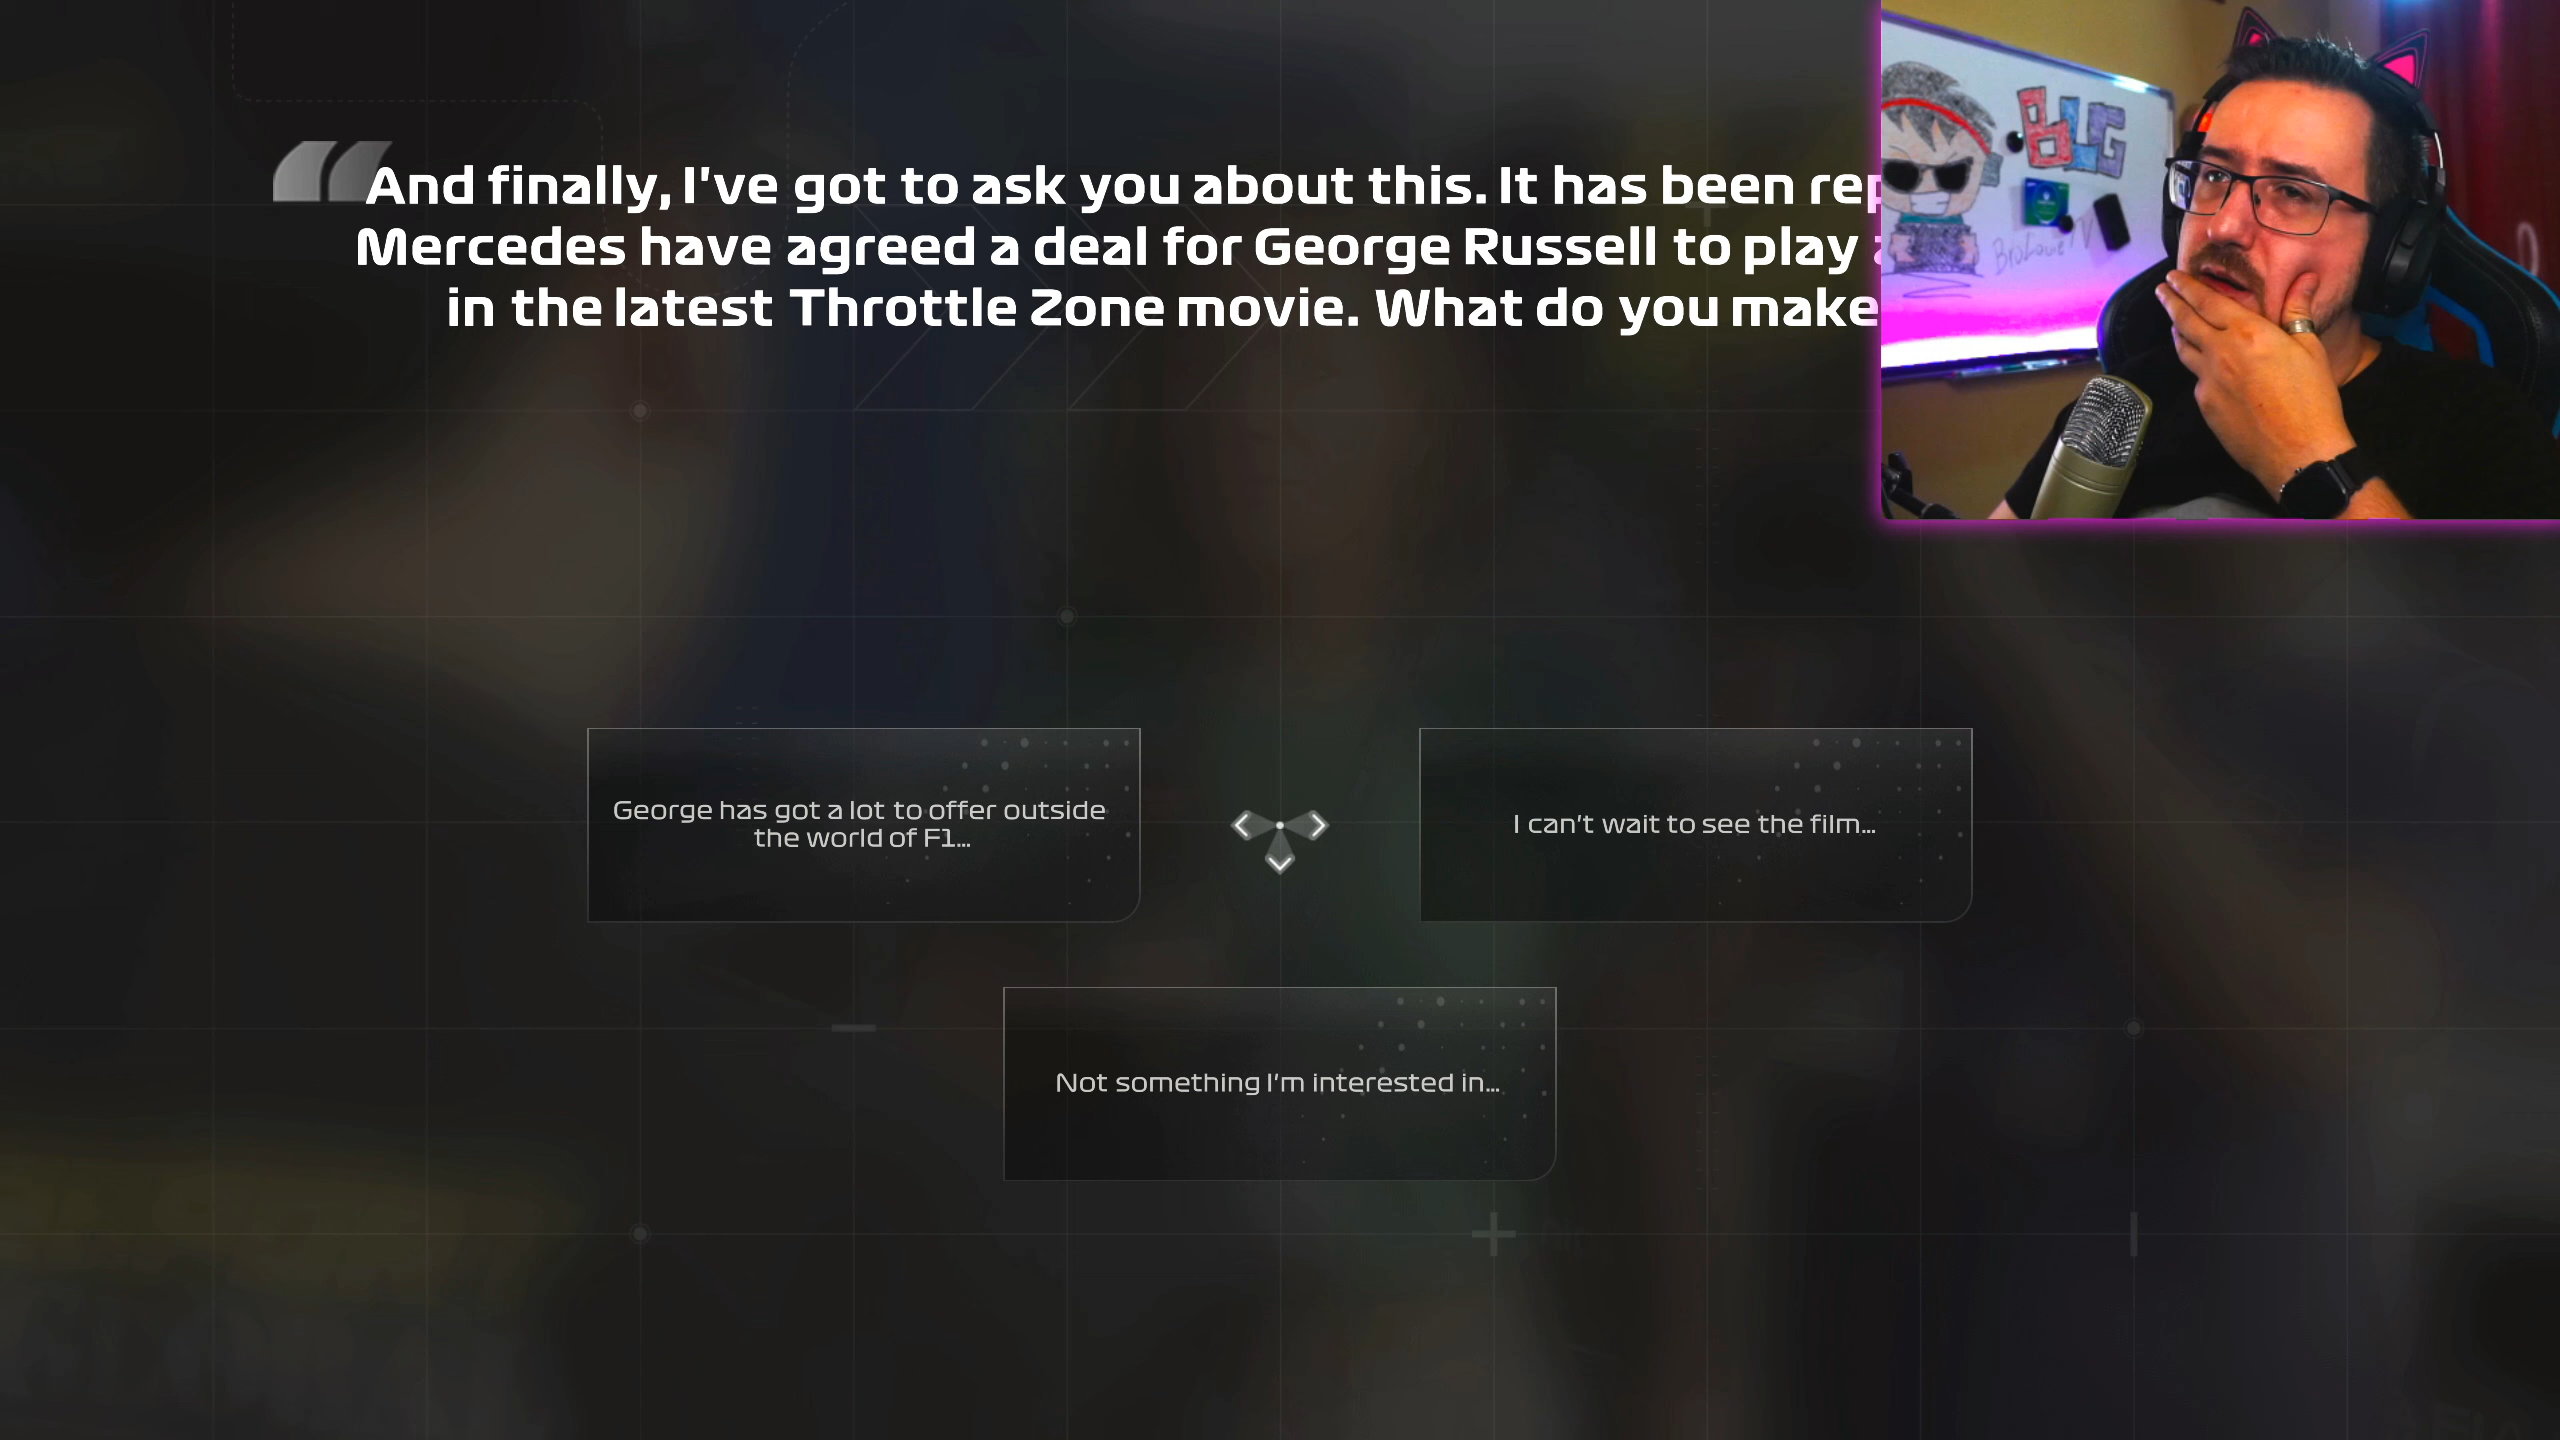 And finally, I've got to ask you about this. It has been
Mercedes have agreed a deal for George Russell to play
in the latest Throttle Zone movie. What do you make
BLG
George has got a lot to offer outside
the world of F1...
I can't wait to see the film...
Not something I'm interested in...